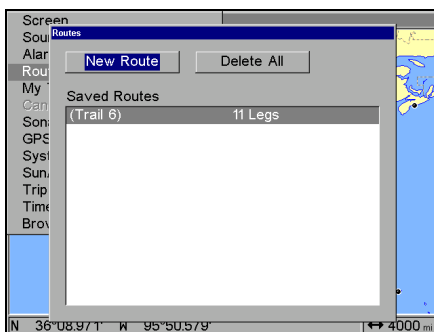 Screen
Routes
New Route
Delete All
Saved Routes
(Trail 6) 11 Legs
Sou
Alar
Rou
My
Can
Son
GPS
Syst
Sun
Trip
Time
Brov
N 36°08.971' W 95°50.579' ↔ 4000 mi